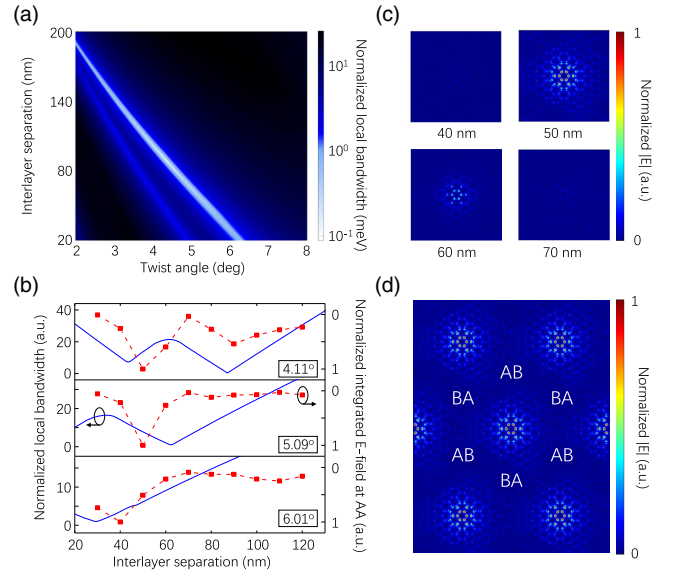 (a)
200
140
80
20
Interlayer separation (nm)
2
3
4
5
6
7
8
Twist angle (deg)
10¹
10⁰
10⁻¹
Normalized local bandwidth (meV)
(b)
40
20
0
0
1
4.11°
20
0
0
1
5.09°
10
0
0
1
6.01°
20
40
60
80
100
120
Interlayer separation (nm)
Normalized local bandwidth (a.u.)
Normalized integrated E-field at AA (a.u.)
(c)
40 nm
50 nm
60 nm
70 nm
1
0
Normalized |E| (a.u.)
(d)
AB
BA
BA
AB
AB
BA
1
0
Normalized |E| (a.u.)